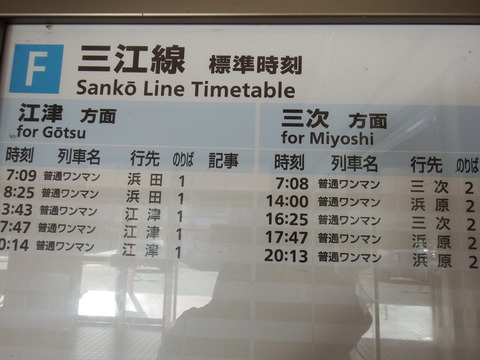 F 三江線 標準時刻
Sankō Line Timetable
江津 方面 三次 方面
for Gōtsu for Miyoshi
時刻 列車名 行先 のりば 記事 時刻 列車名 行先 のりば
7:09 普通ワンマン 浜田 1 7:08 普通ワンマン 三次 2
8:25 普通ワンマン 浜田 1 14:00 普通ワンマン 浜原 2
3:43 普通ワンマン 江津 1 16:25 普通ワンマン 三次 2
7:47 普通ワンマン 江津 1 17:47 普通ワンマン 浜原 2
0:14 普通ワンマン 江津 1 20:13 普通ワンマン 浜原 2